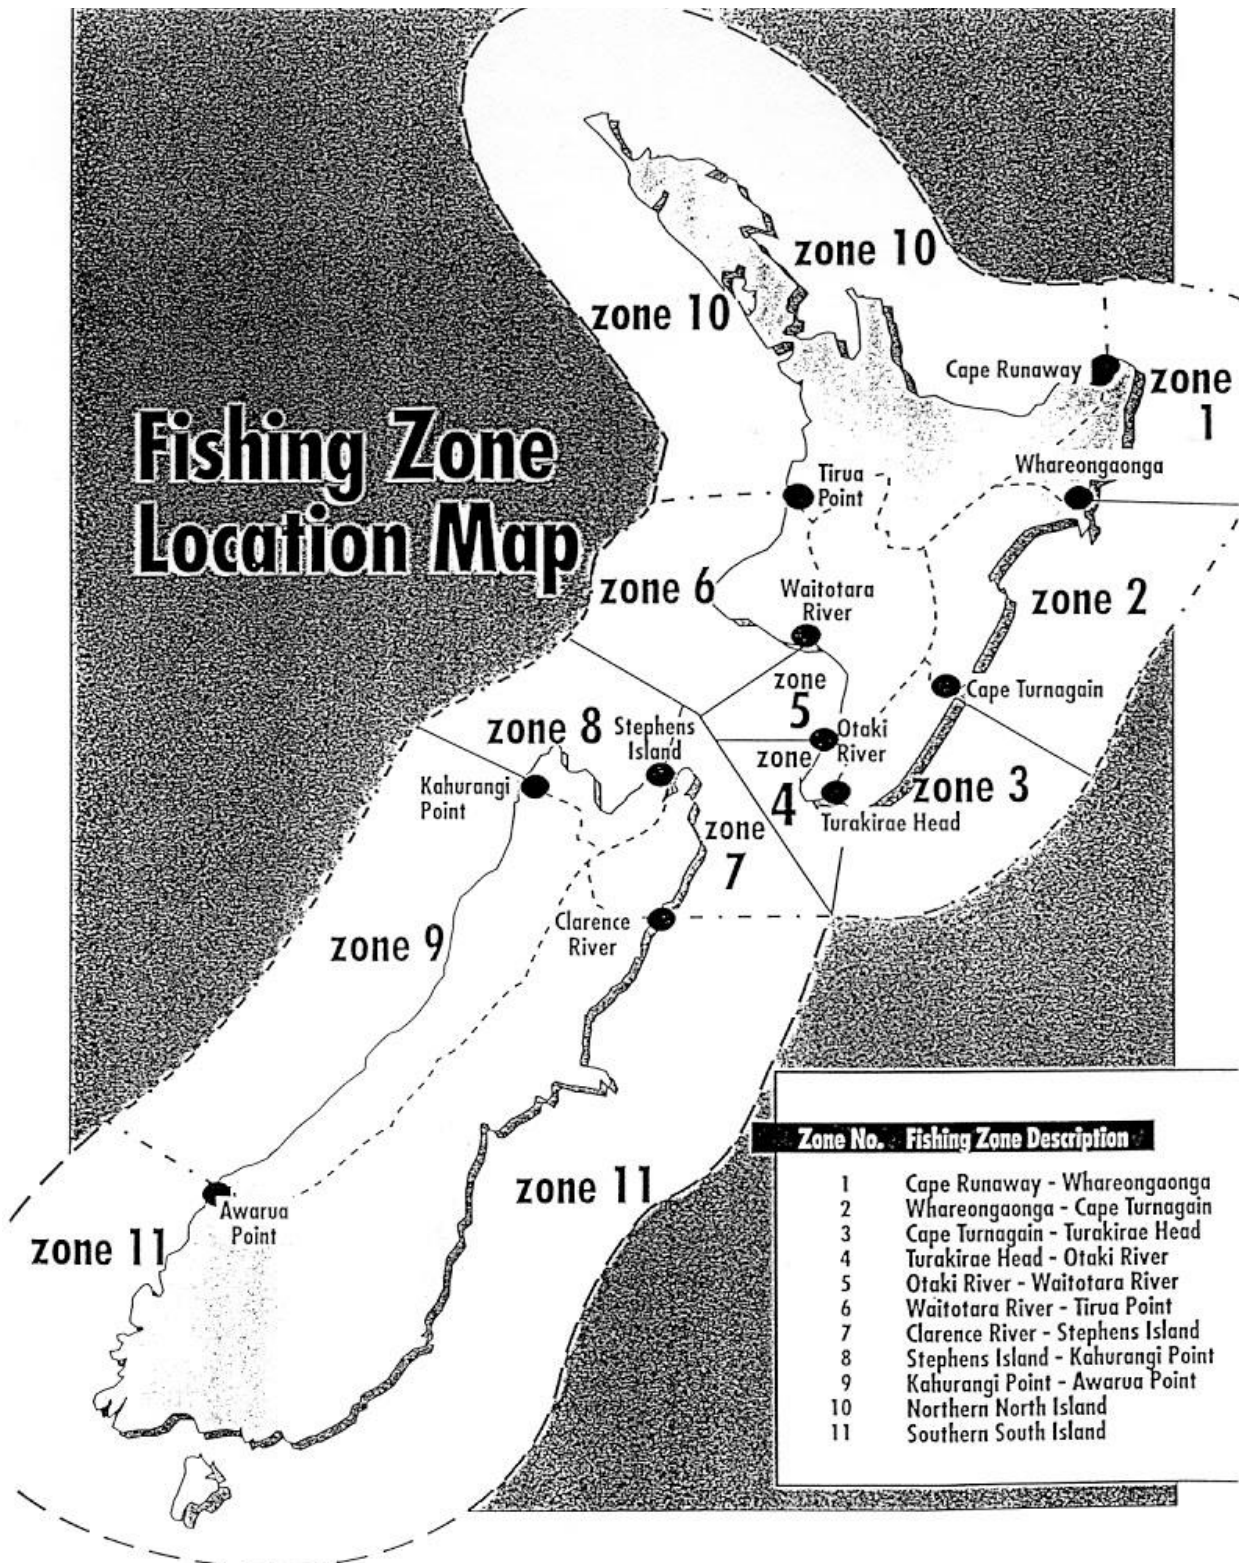 Fishing Zone
Location Map
zone 10
zone 10
Cape Runaway
zone
1
Whareongaonga
Tirua
Point
zone 6
Waitotara
River
zone 2
zone
5
Cape Turnagain
zone 8
Stephens
Island
Otaki
River
zone
4
zone 3
Kahurangi
Point
Turakirae Head
zone
7
Clarence
River
zone 9
zone 11
Awarua
Point
zone 11
Zone No. Fishing Zone Description
1 Cape Runaway - Whareongaonga
2 Whareongaonga - Cape Turnagain
3 Cape Turnagain - Turakirae Head
4 Turakirae Head - Otaki River
5 Otaki River - Waitotara River
6 Waitotara River - Tirua Point
7 Clarence River - Stephens Island
8 Stephens Island - Kahurangi Point
9 Kahurangi Point - Awarua Point
10 Northern North Island
11 Southern South Island